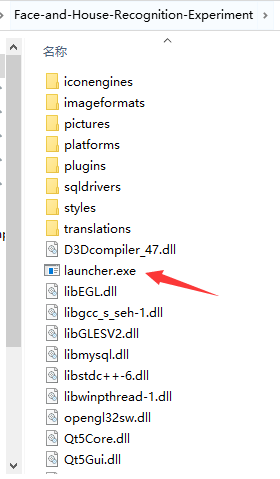 Face-and-House-Recognition-Experiment
名称
iconengines
imageformats
pictures
platforms
plugins
sqldrivers
styles
translations
D3Dcompiler_47.dll
launcher.exe
libEGL.dll
libgcc_s_seh-1.dll
libGLESV2.dll
libmysql.dll
libstdc++-6.dll
libwinpthread-1.dll
opengl32sw.dll
Qt5Core.dll
Qt5Gui.dll